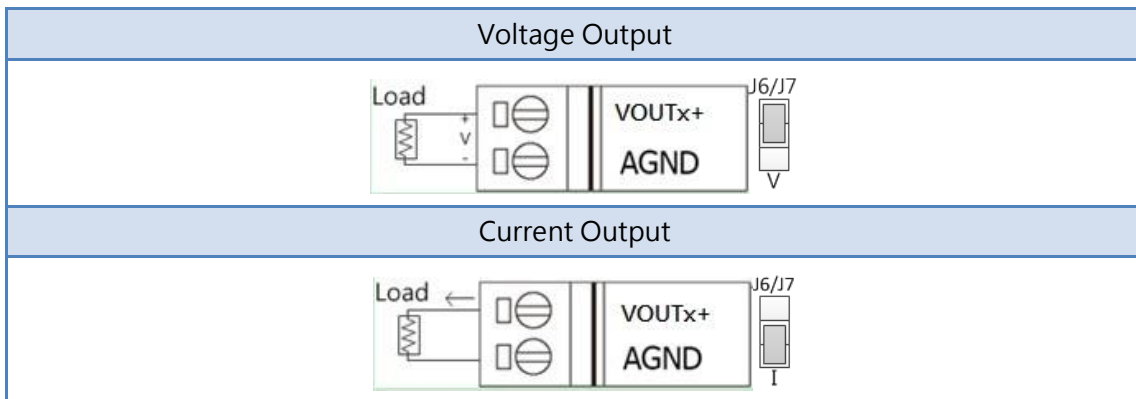 Voltage Output
Load
+
V
-
VOUTx+
AGND
J6/J7
V
Current Output
Load ←
VOUTx+
AGND
J6/J7
I